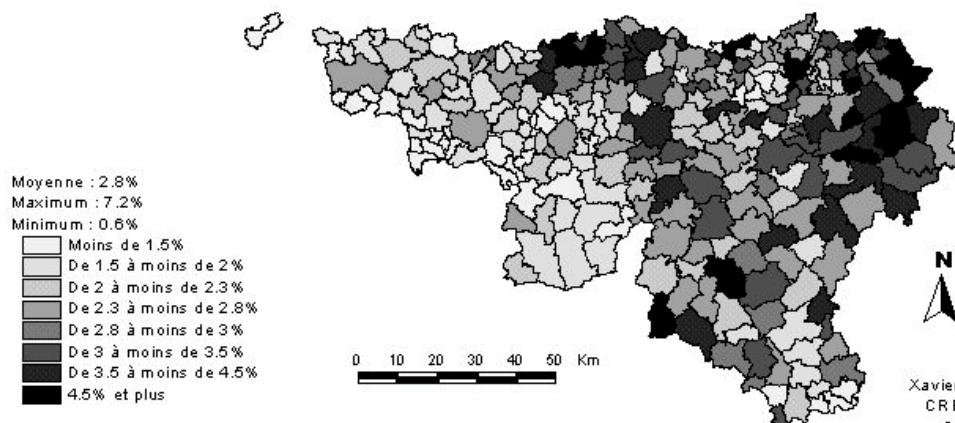 Moyenne : 2.8%
Maximum : 7.2%
Minimum : 0.6%
Moins de 1.5%
De 1.5 à moins de 2%
De 2 à moins de 2.3%
De 2.3 à moins de 2.8%
De 2.8 à moins de 3%
De 3 à moins de 3.5%
De 3.5 à moins de 4.5%
4.5% et plus
0 10 20 30 40 50 Km
N
Xavier